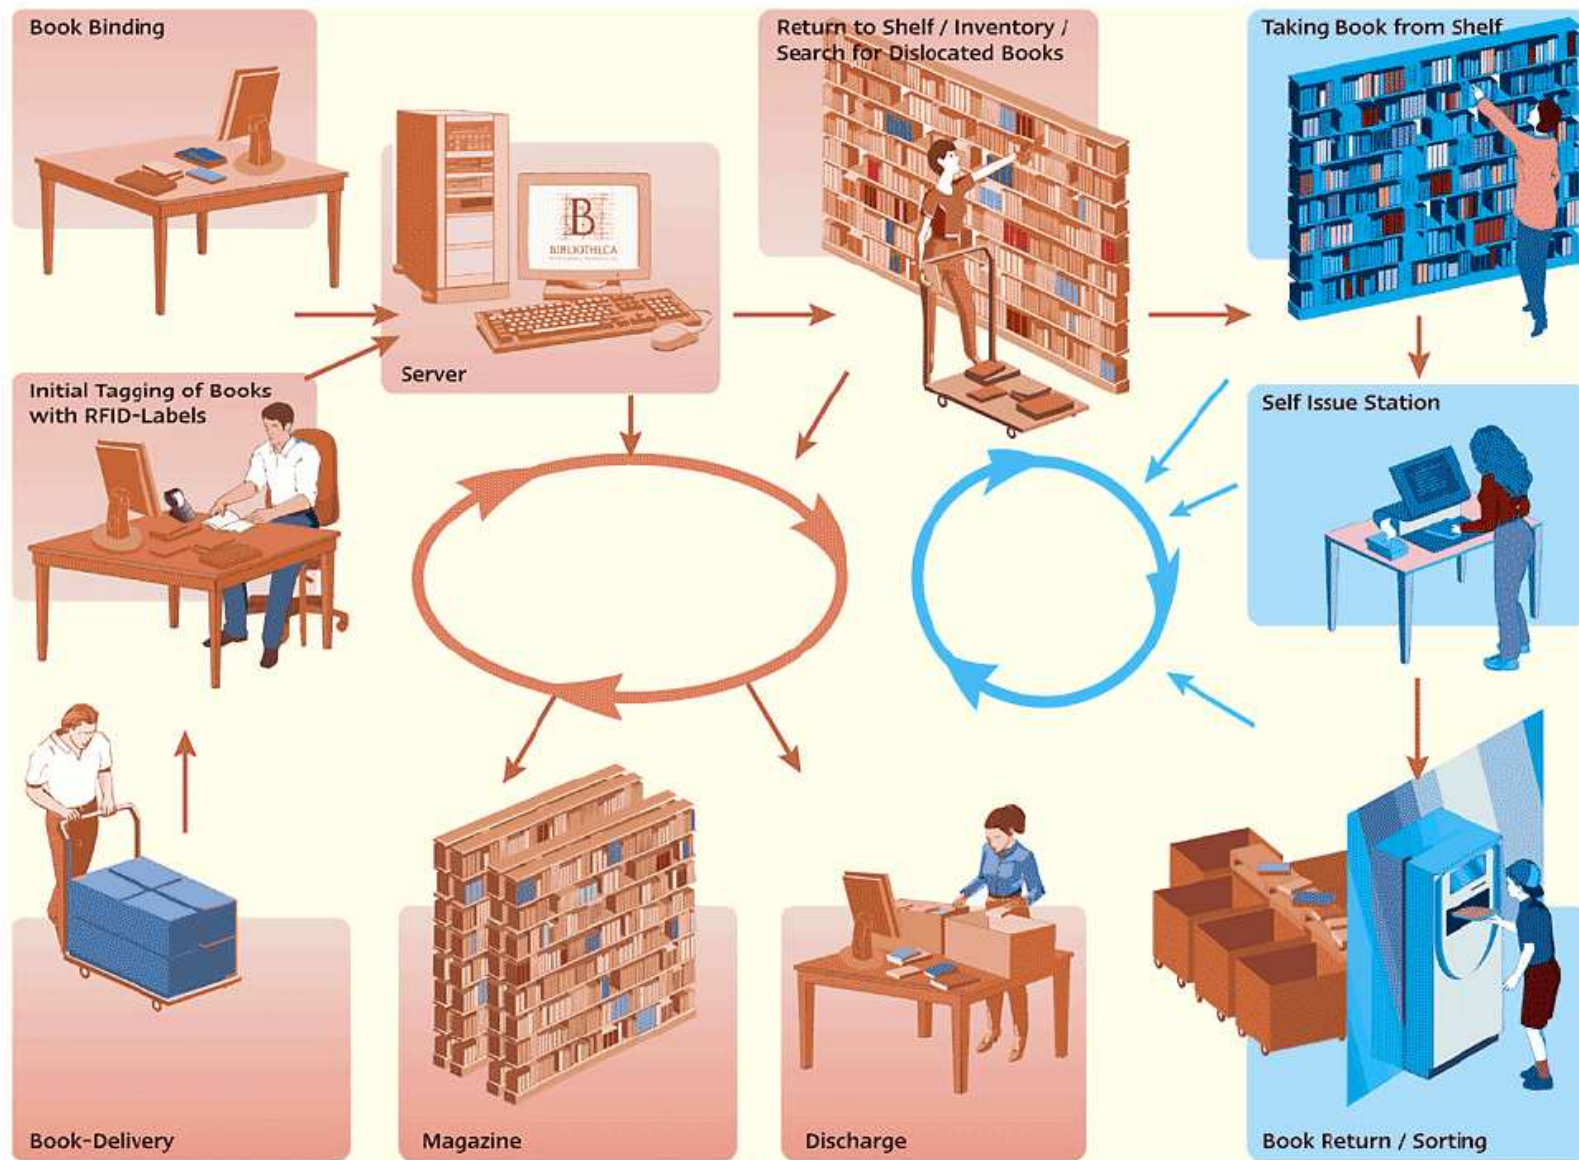 Book Binding
Return to Shelf / Inventory /
Search for Dislocated Books
Taking Book from Shelf
B
BIBLIOTHECA
Server
Initial Tagging of Books
with RFID-Labels
Self Issue Station
Book-Delivery
Magazine
Discharge
Book Return / Sorting